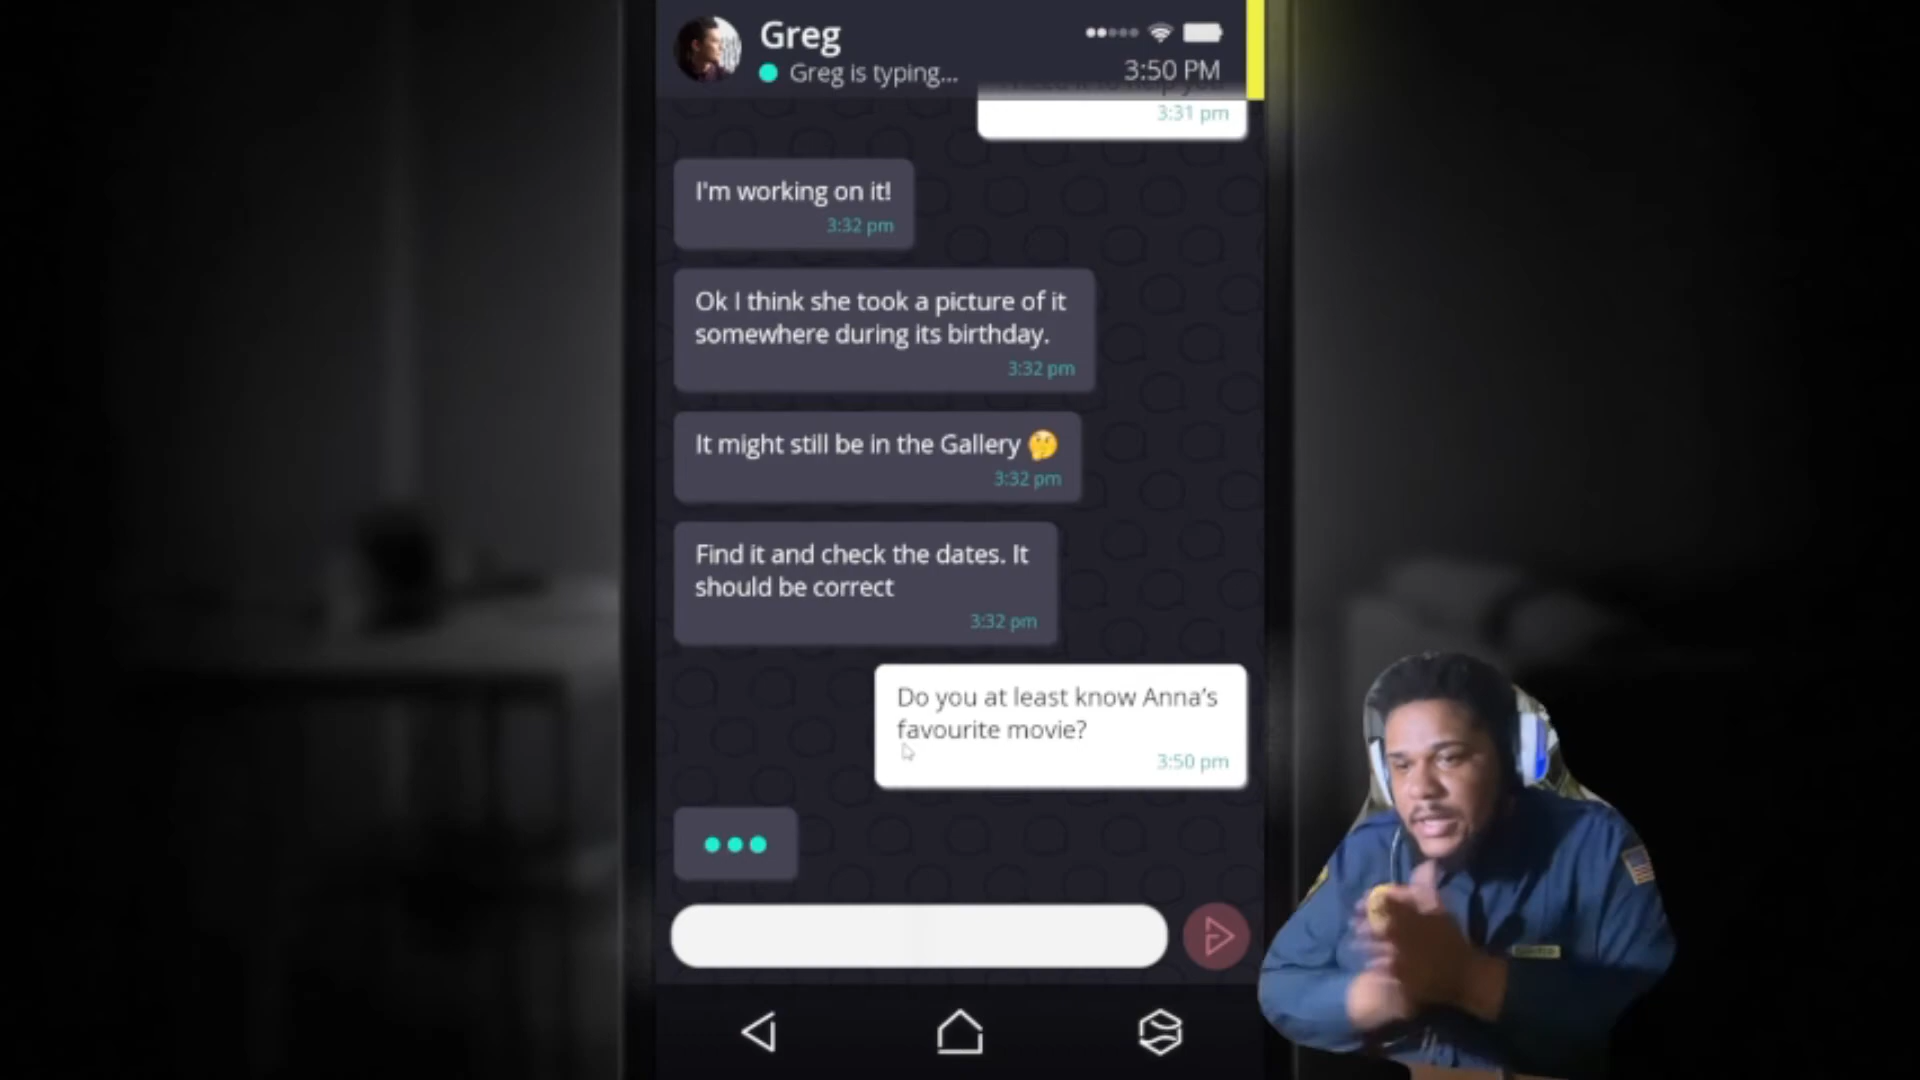 Greg
Greg is typing...
3:50 PM
3:31 pm
I'm working on it!
3:32 pm
Ok I think she took a picture of it
somewhere during its birthday.
3:32 pm
It might still be in the Gallery 🤔
3:32 pm
Find it and check the dates. It
should be correct
3:32 pm
Do you at least know Anna’s
favourite movie?
3:50 pm